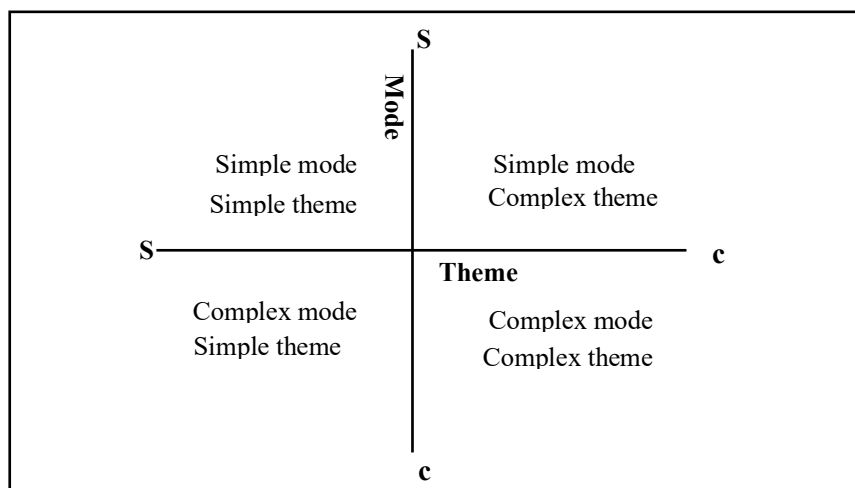 S
Mode
Simple mode
Simple theme
Simple mode
Complex theme
S
c
Theme
Complex mode
Simple theme
Complex mode
Complex theme
c